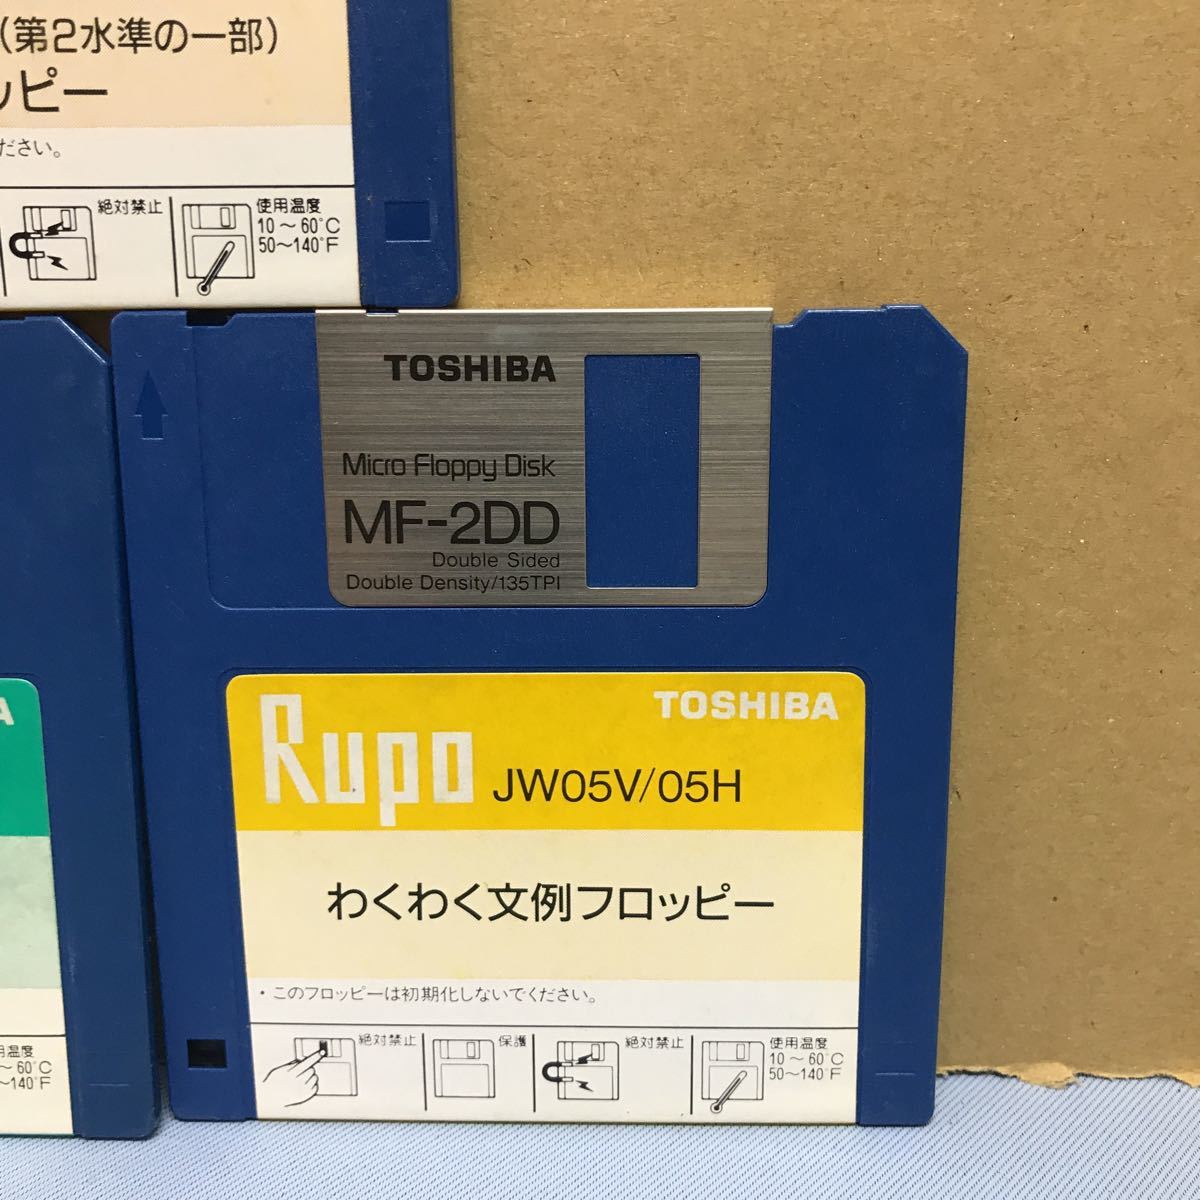 （第2水準の一部）
ッピー
ださい。
絶対禁止
使用温度
10～60℃
50～140°F
TOSHIBA
Micro Floppy Disk
MF-2DD
Double Sided
Double Density/135TPI
A
用温度
～60℃
～140°F
Rupo
TOSHIBA
JW05V/05H
わくわく文例フロッピー
・このフロッピーは初期化しないでください。
絶対禁止
保護
絶対禁止
使用温度
10～60℃
50～140°F